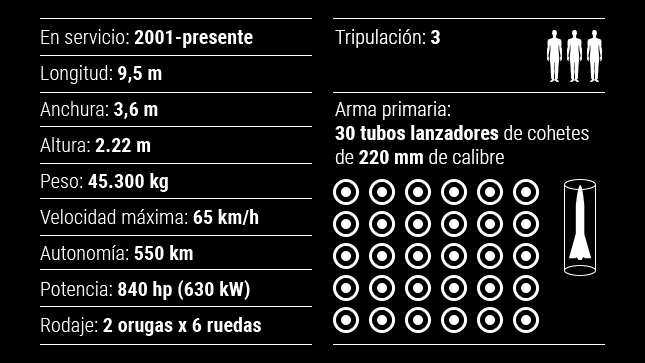 En servicio: 2001-presente
Longitud: 9,5 m
Anchura: 3,6 m
Altura: 2.22 m
Peso: 45.300 kg
Velocidad máxima: 65 km/h
Autonomía: 550 km
Potencia: 840 hp (630 kW)
Rodaje: 2 orugas x 6 ruedas
Tripulación: 3
Arma primaria:
30 tubos lanzadores de cohetes
de 220 mm de calibre